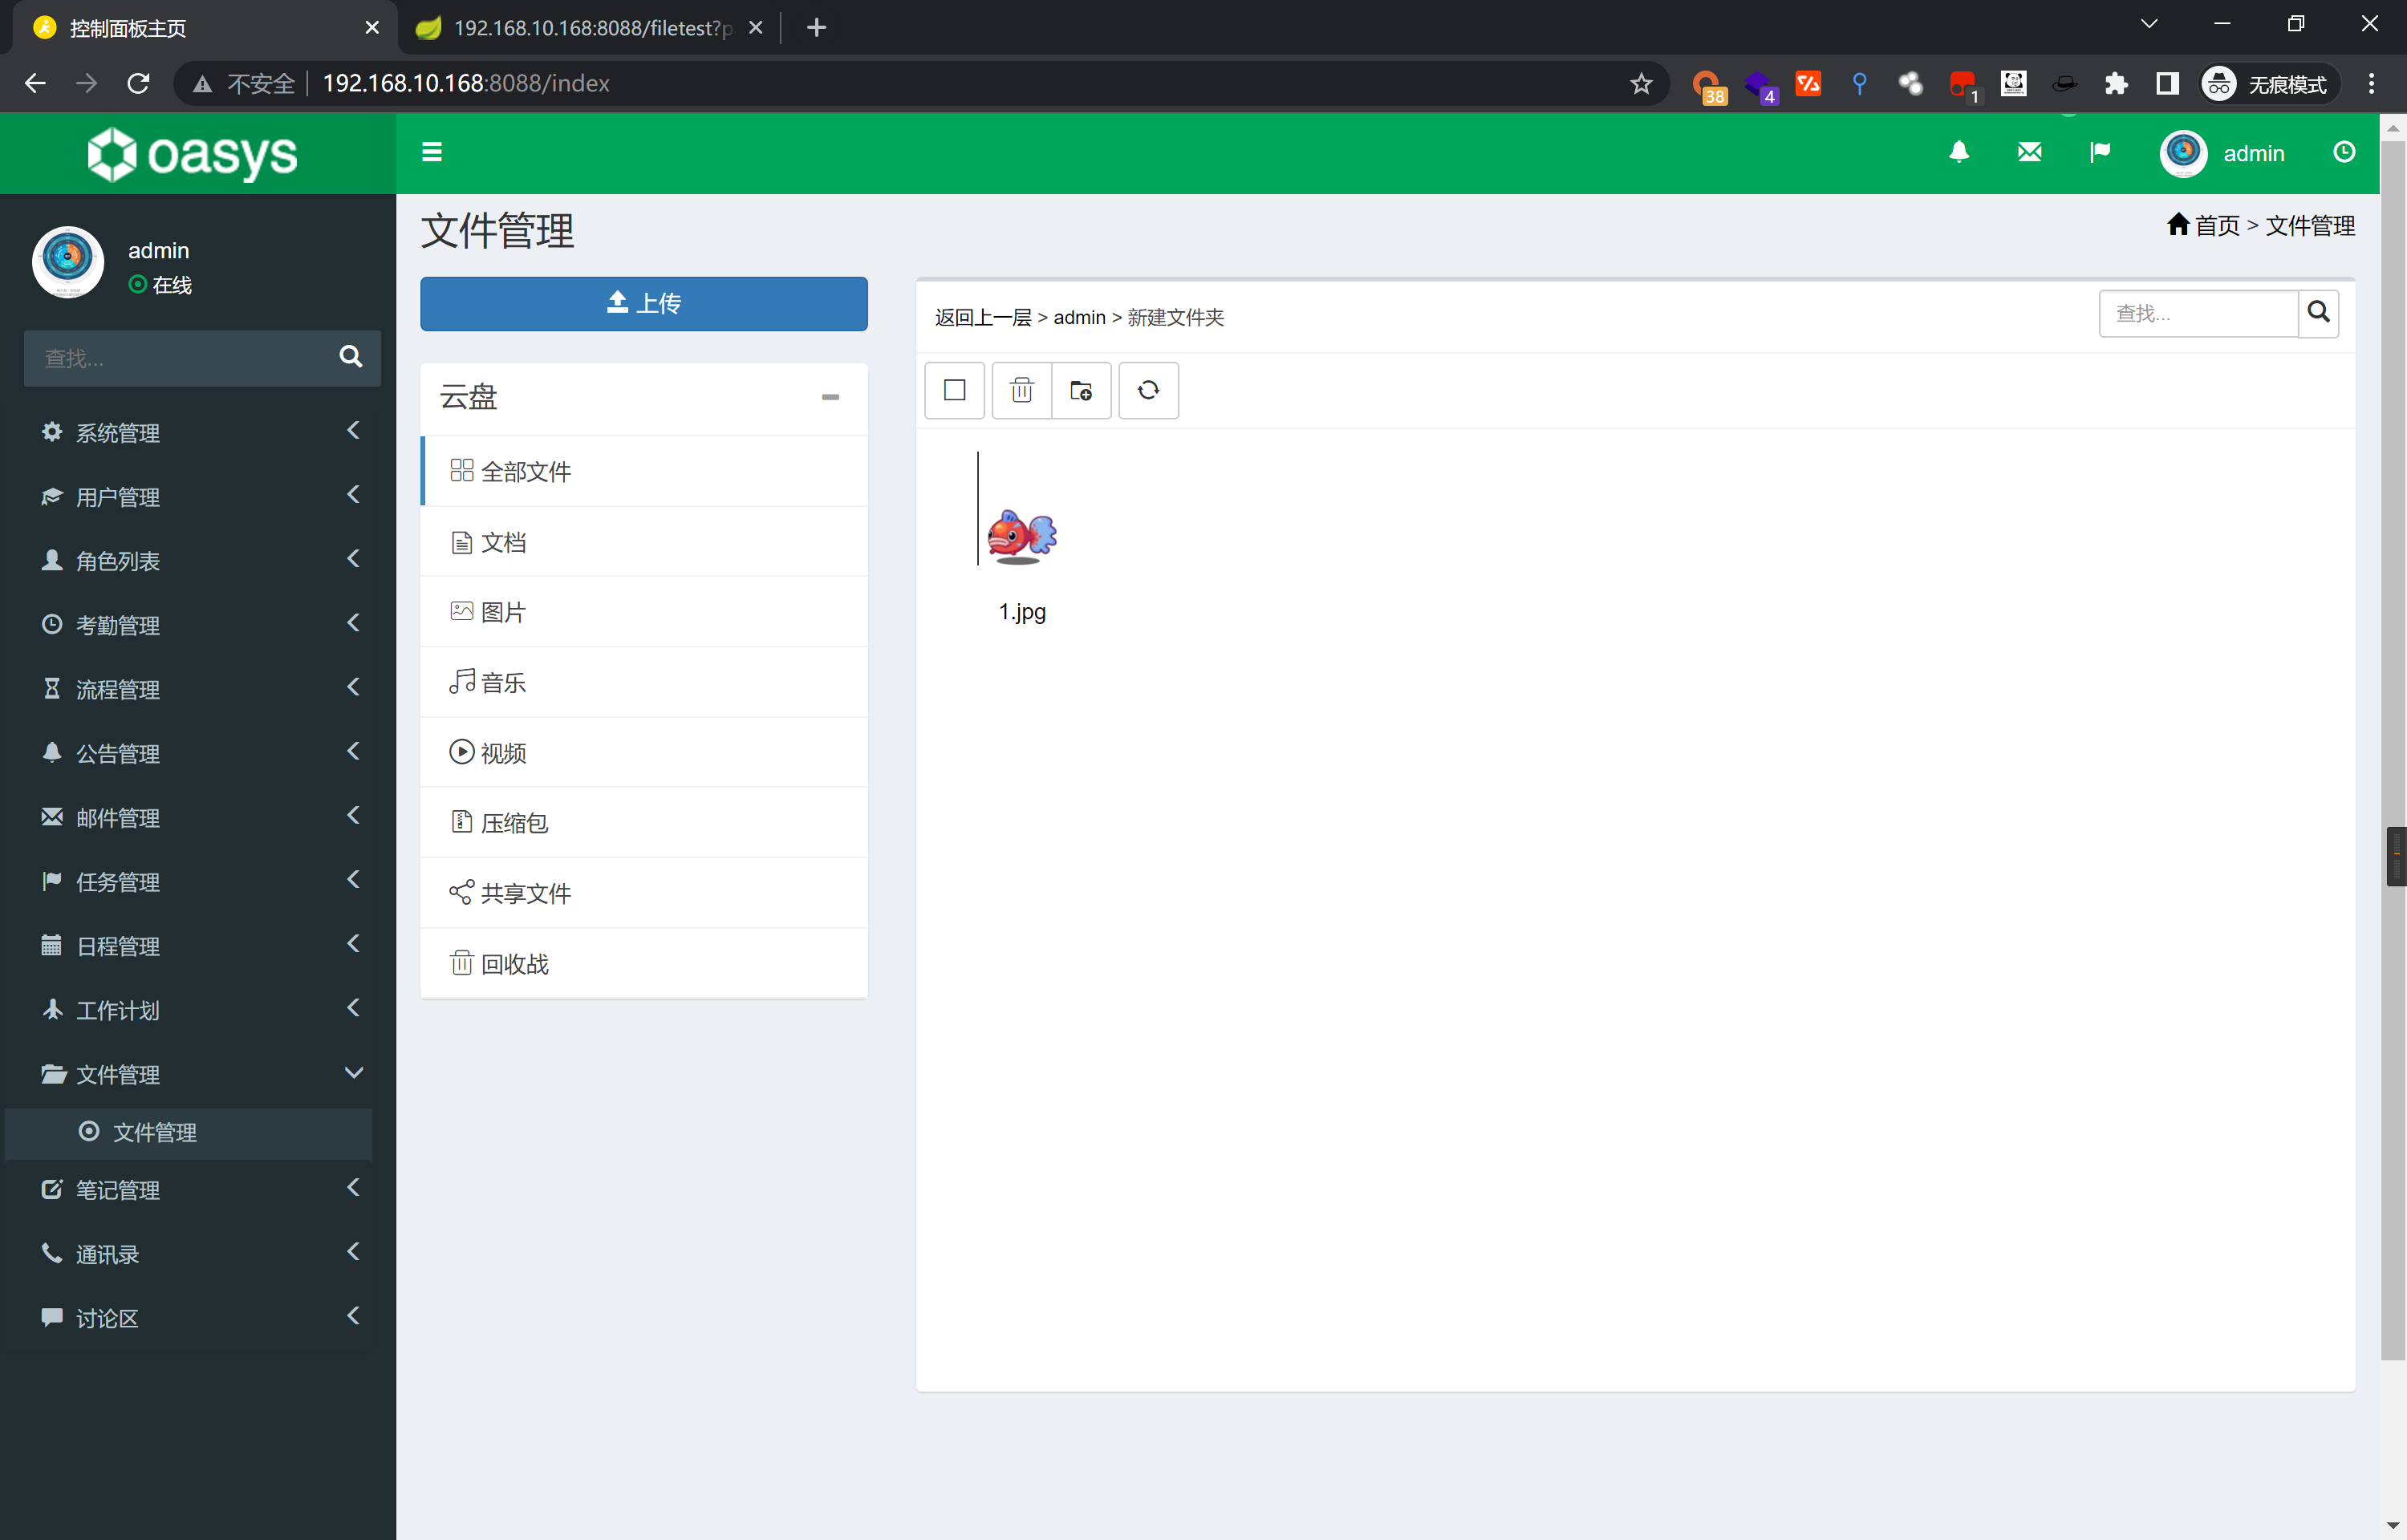 控制面板主页
192.168.10.168:8088/filetest?p
不安全
192.168.10.168:8088/index
38
4
1
无痕模式
oasys
admin
admin
在线
查找...
系统管理
用户管理
角色列表
考勤管理
流程管理
公告管理
邮件管理
任务管理
日程管理
工作计划
文件管理
文件管理
笔记管理
通讯录
讨论区
文件管理
首页 > 文件管理
上传
云盘
全部文件
文档
图片
音乐
视频
压缩包
共享文件
回收战
返回上一层 > admin > 新建文件夹
查找...
1.jpg